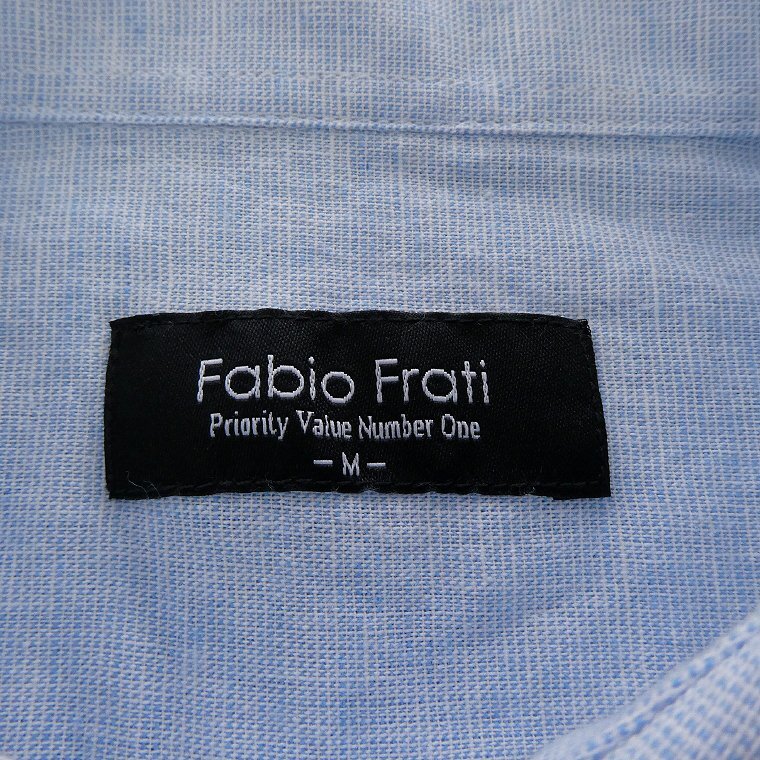 Fabio Frati
Priority Value Number One
- M -